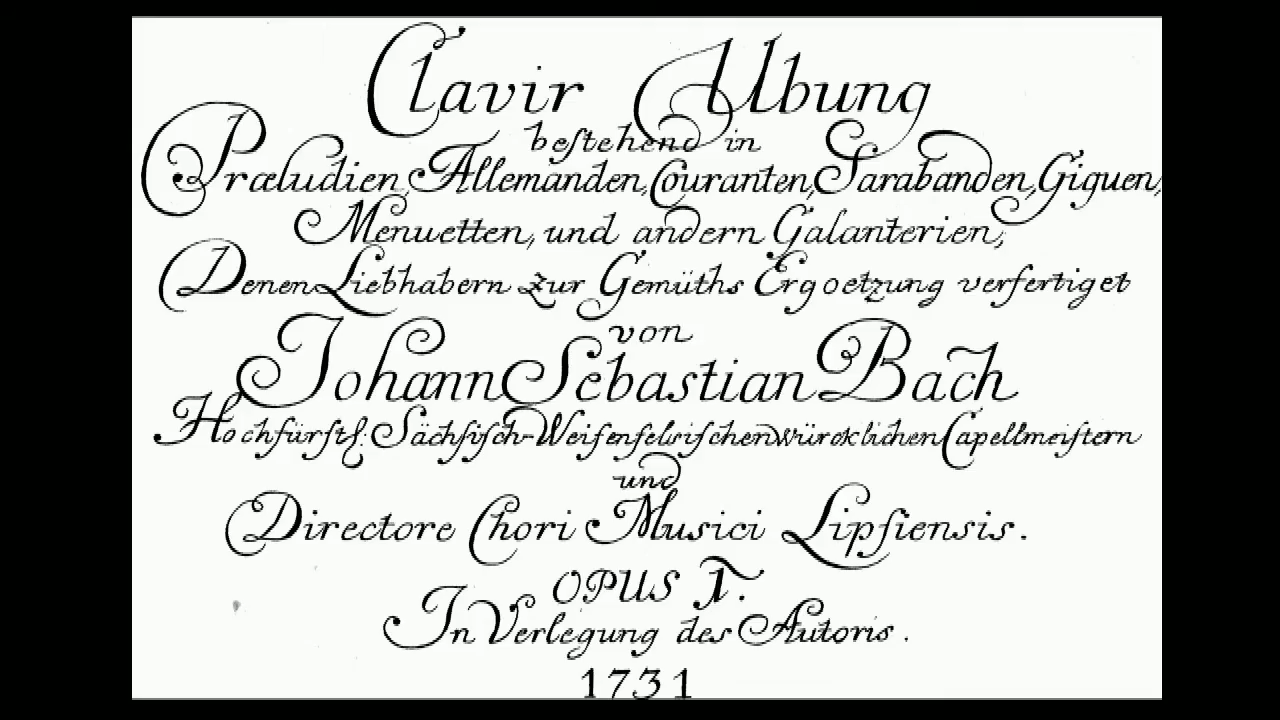 Clavir Ubung
bestehend in
Præludien, Allemanden, Couranten, Sarabanden, Giguen,
Menuetten, und andern Galanterien;
Denen Liebhabern zur Gemüths Ergoetzung verfertiget
von
Johann Sebastian Bach
Hochfürstl: Sächsisch-Weisenfelsischen würcklichen Capellmeistern
und
Directore Chori Musici Lipsiensis.
OPUS 1.
In Verlegung des Autoris.
1731